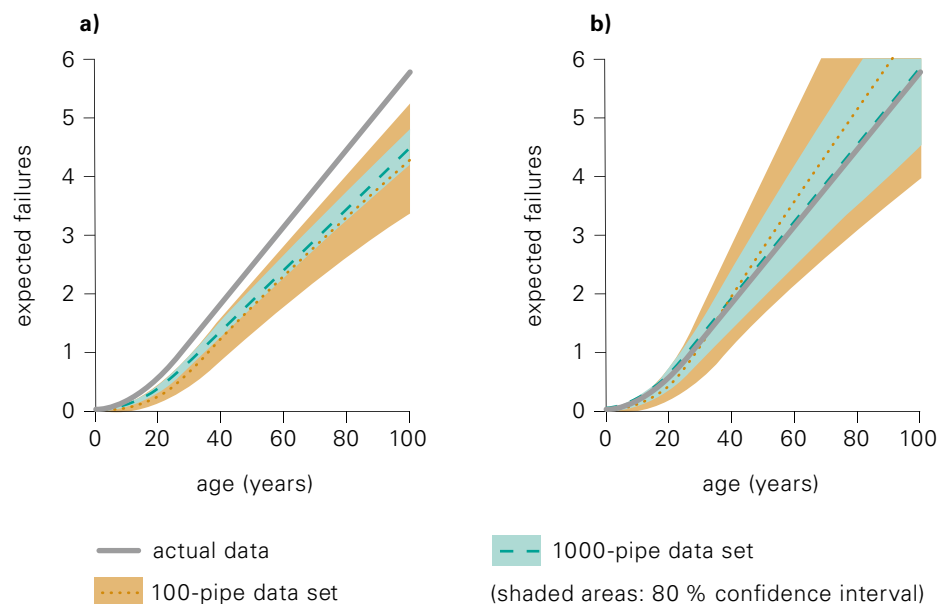 a)
6
5
4
3
2
1
0
expected failures
0 20 40 60 80 100
age (years)
b)
6
5
4
3
2
1
0
expected failures
0 20 40 60 80 100
age (years)
actual data
100-pipe data set
1000-pipe data set
(shaded areas: 80 % confidence interval)